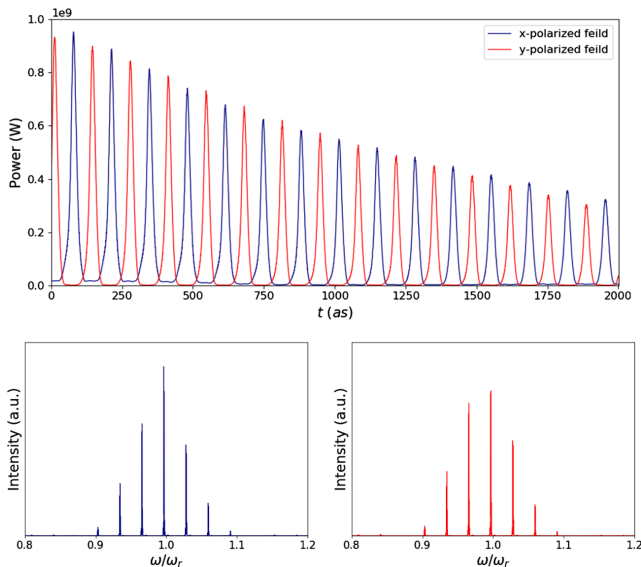 1e9
1.0
0.8
0.6
0.4
0.2
0.0
Power (W)
x-polarized feild
y-polarized feild
0 250 500 750 1000 1250 1500 1750 2000
t (as)
Intensity (a.u.)
0.8 0.9 1.0 1.1 1.2
ω/ωr
Intensity (a.u.)
0.8 0.9 1.0 1.1 1.2
ω/ωr